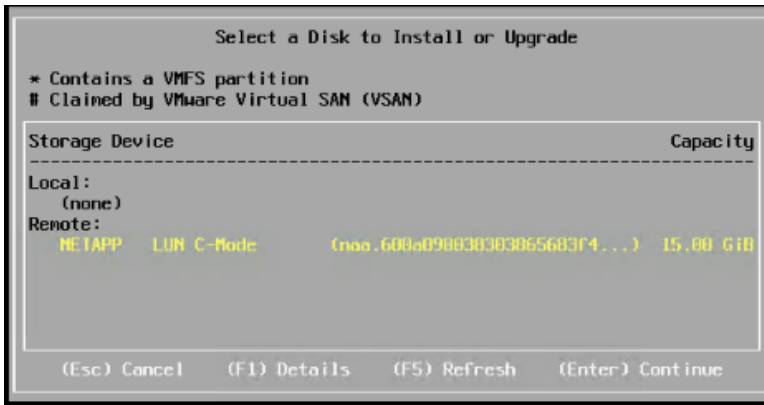 Select a Disk to Install or Upgrade
* Contains a VMFS partition
# Claimed by VMware Virtual SAN (VSAN)
Storage Device Capacity
Local:
(none)
Remote:
NETAPP LUN C-Mode (naa.600a098038303865683f4...) 15.00 GiB
(Esc) Cancel (F1) Details (F5) Refresh (Enter) Continue